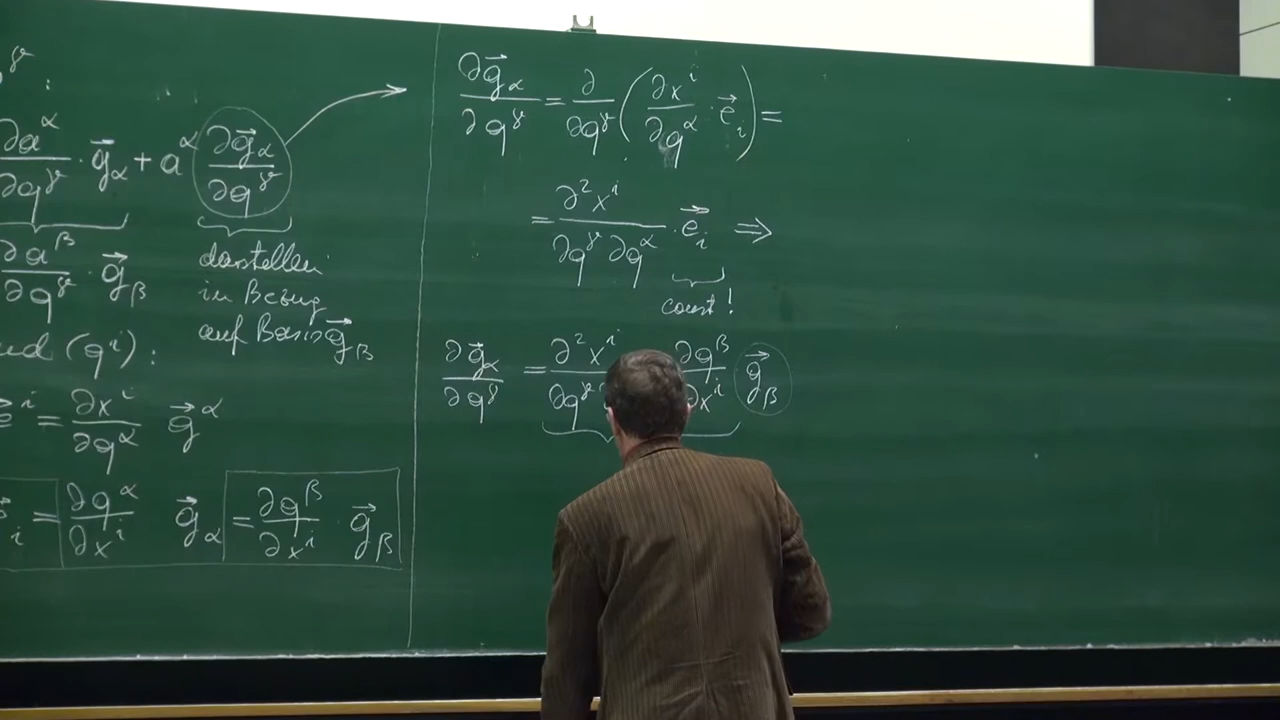 γ :
∂a^α/∂q^γ · g⃗_α + a^α ∂g⃗_α/∂q^γ
∂a^β/∂q^γ · g⃗_β
darstellen
in Bezug
auf Basis g⃗_β
(q^i) :
e⃗^i = ∂x^i/∂q^α g⃗^α
i = ∂q^α/∂x^i g⃗_α = ∂q^β/∂x^i · g⃗_β
∂g⃗_α/∂q^γ = ∂/∂q^γ (∂x^i/∂q^α · e⃗_i) =
= ∂²x^i/∂q^γ ∂q^α · e⃗_i ⇒
const !
∂g⃗_α/∂q^γ = ∂²x^i/∂q^γ ∂q^β/∂x^i g⃗_β